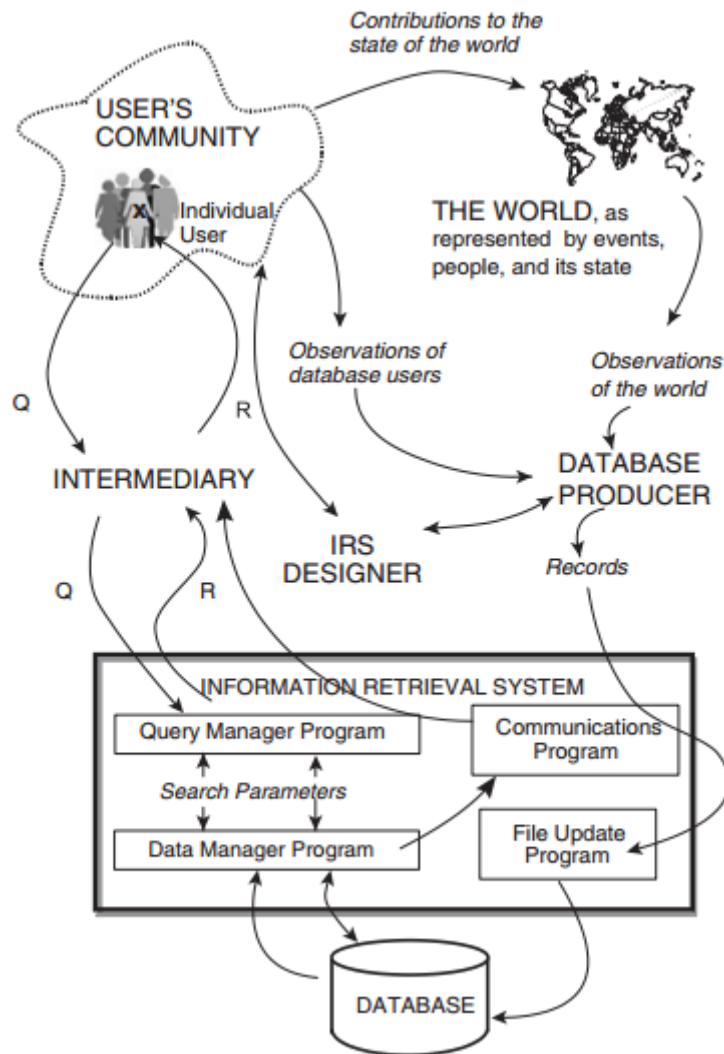 Contributions to the
state of the world
USER'S
COMMUNITY
X
Individual
User
THE WORLD, as
represented by events,
people, and its state
Observations of
database users
Observations
of the world
Q
R
INTERMEDIARY
DATABASE
PRODUCER
IRS
DESIGNER
Records
Q
R
INFORMATION RETRIEVAL SYSTEM
Query Manager Program
Communications
Program
Search Parameters
Data Manager Program
File Update
Program
DATABASE